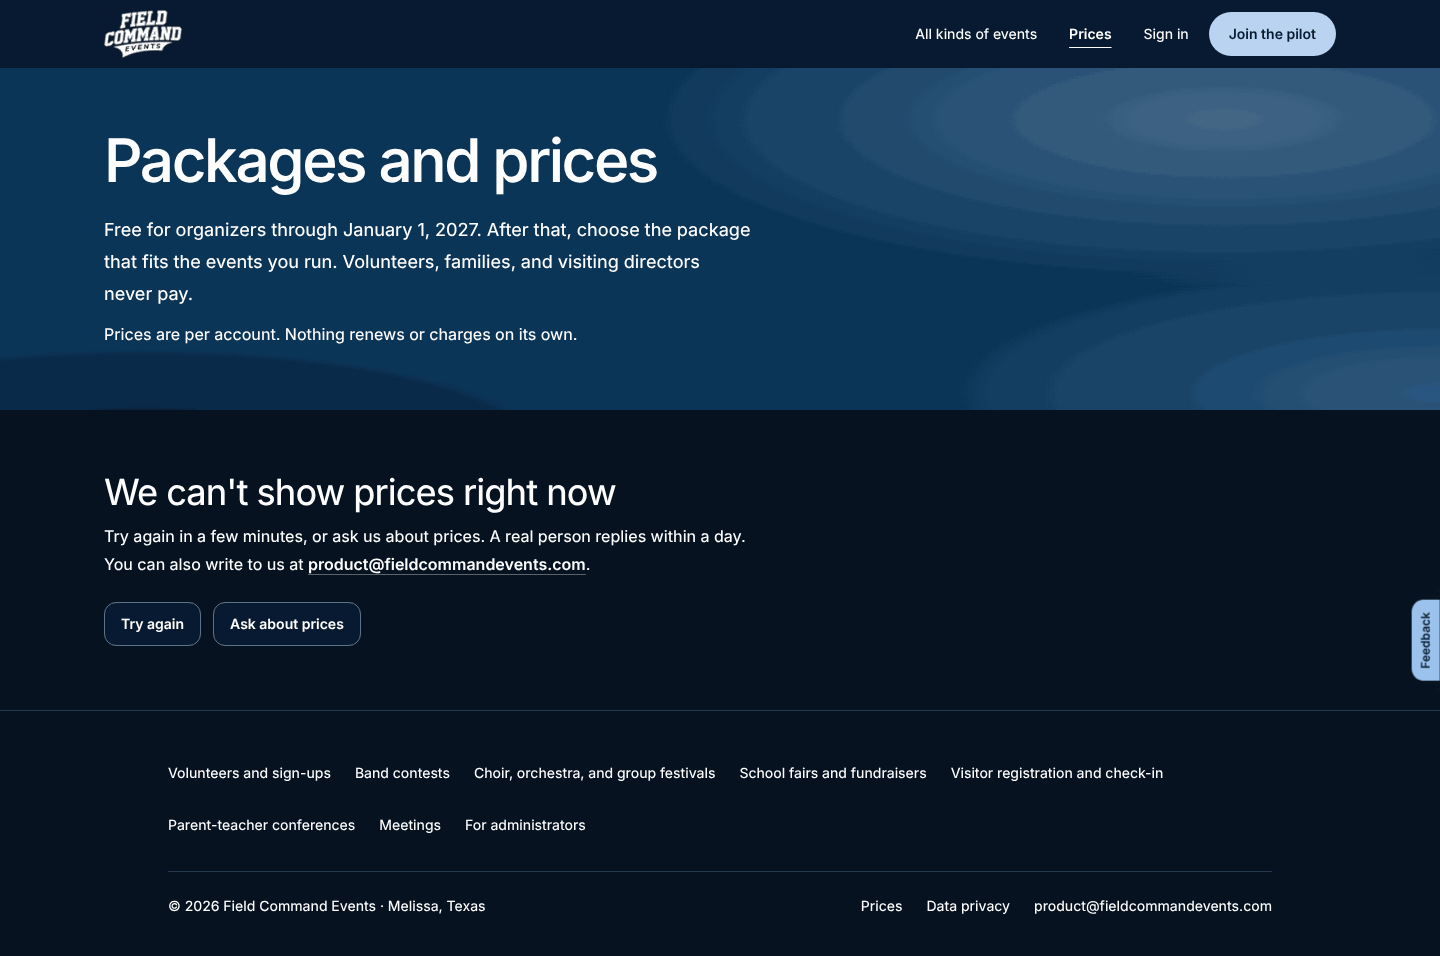 FIELD
COMMAND
EVENTS
All kinds of events
Prices
Sign in
Join the pilot
Packages and prices
Free for organizers through January 1, 2027. After that, choose the package
that fits the events you run. Volunteers, families, and visiting directors
never pay.
Prices are per account. Nothing renews or charges on its own.
We can't show prices right now
Try again in a few minutes, or ask us about prices. A real person replies within a day.
You can also write to us at product@fieldcommandevents.com.
Try again
Ask about prices
Feedback
Volunteers and sign-ups
Band contests
Choir, orchestra, and group festivals
School fairs and fundraisers
Visitor registration and check-in
Parent-teacher conferences
Meetings
For administrators
© 2026 Field Command Events · Melissa, Texas
Prices
Data privacy
product@fieldcommandevents.com